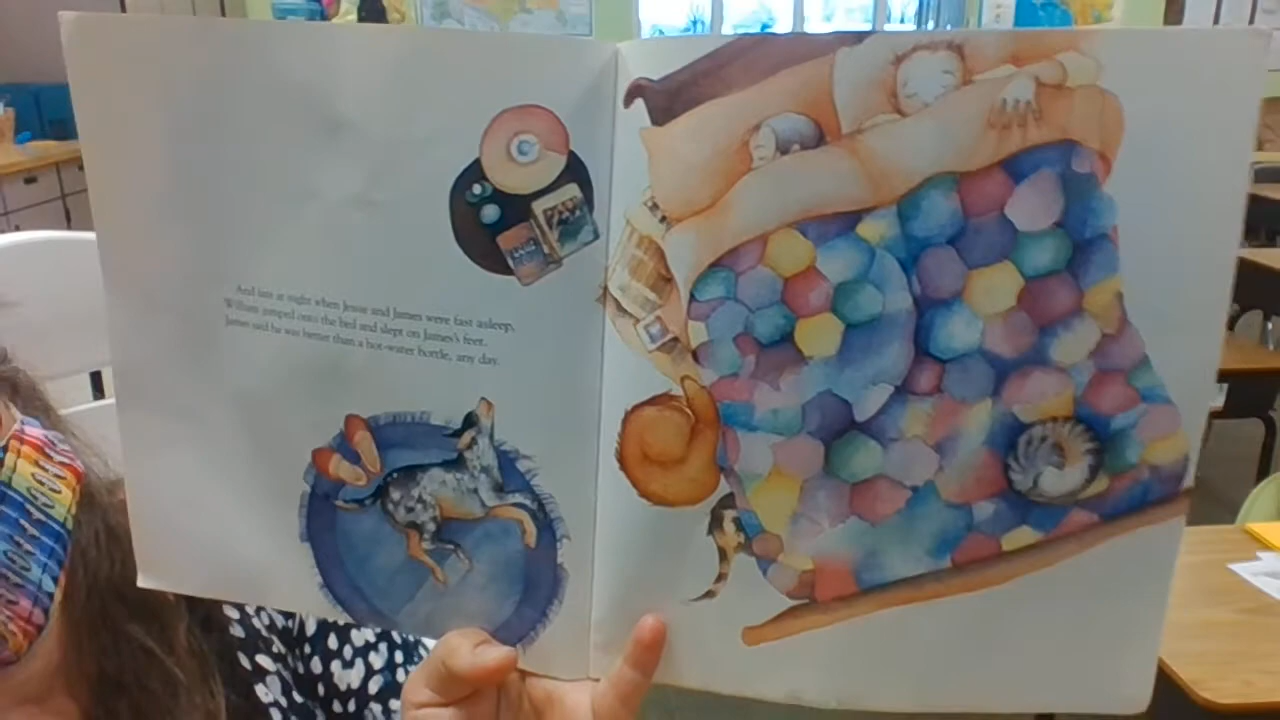 And late at night when Jessie and James were fast asleep,
William jumped onto the bed and slept on James's feet.
James said he was better than a hot-water bottle, any day.